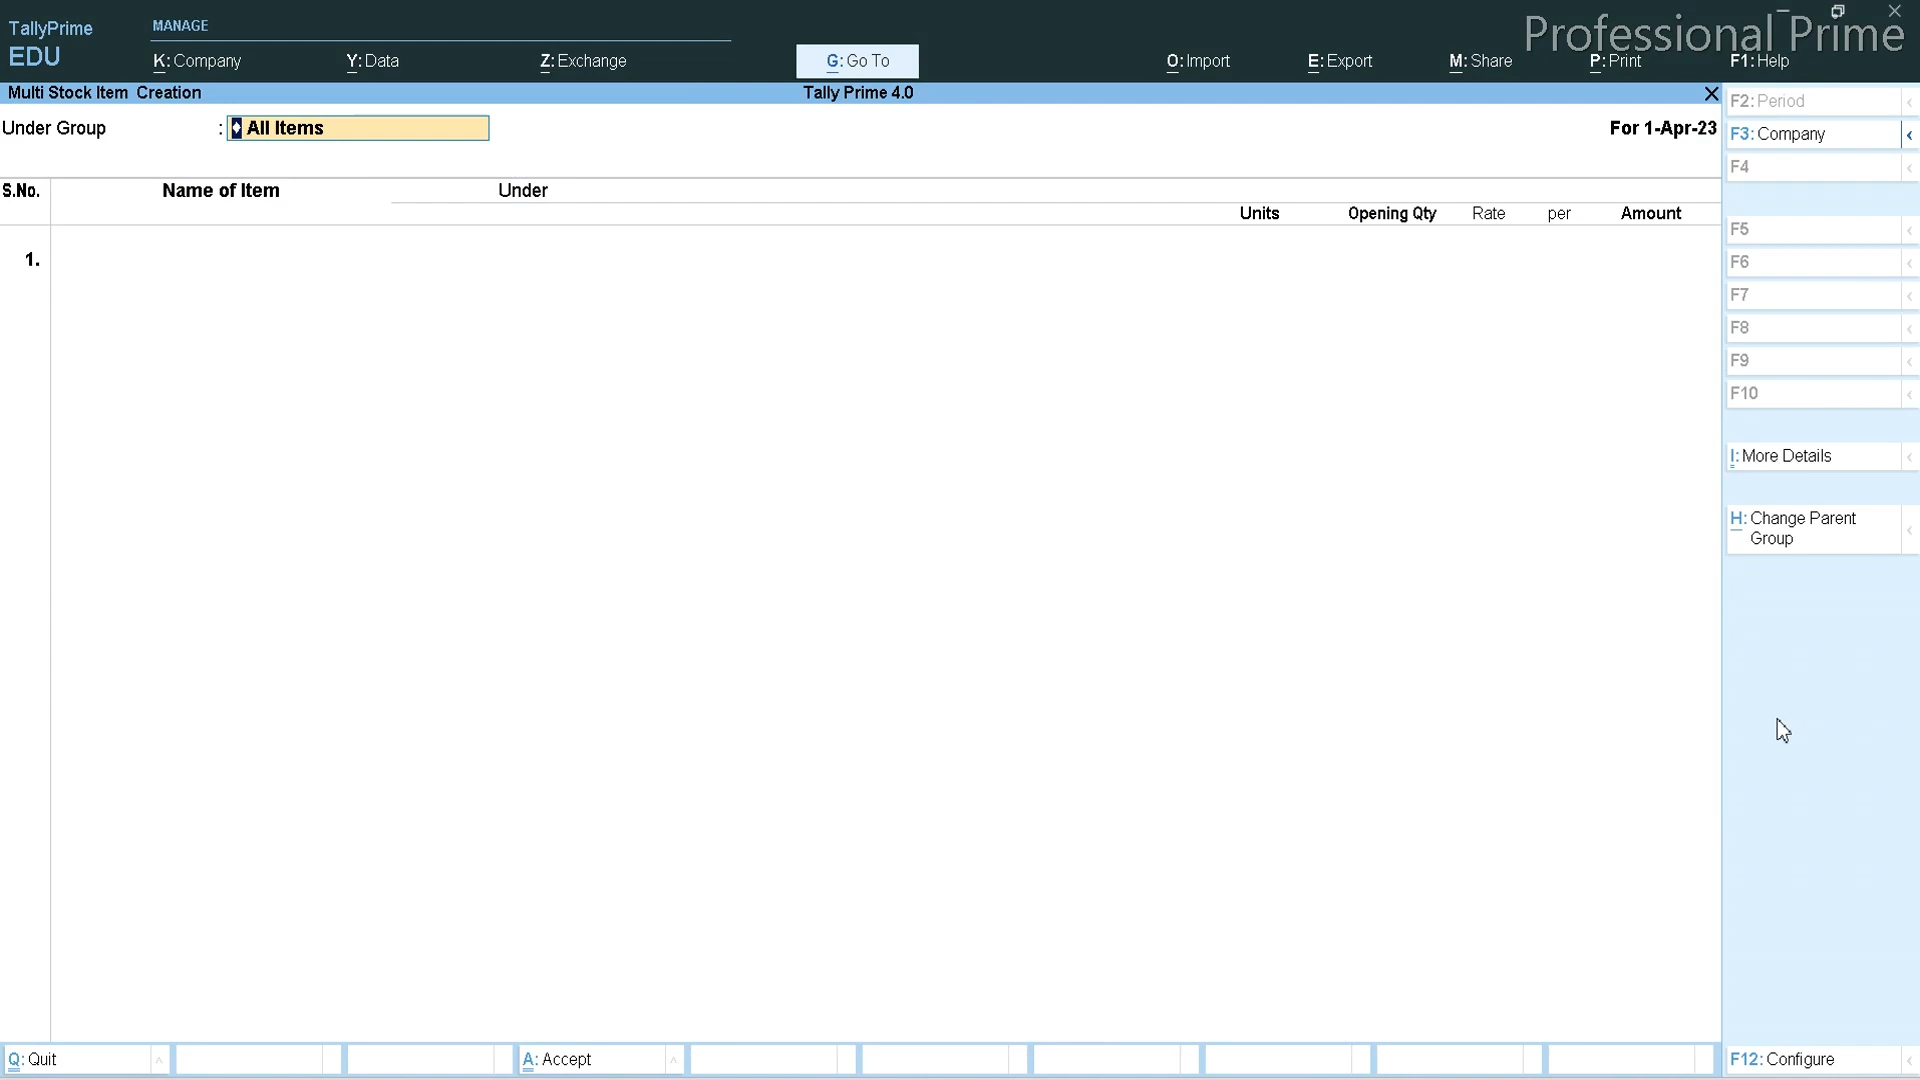 TallyPrime
EDU
MANAGE
K: Company
Y: Data
Z: Exchange
G: Go To
O: Import
E: Export
M: Share
P: Print
F1: Help
Professional Prime
Multi Stock Item Creation
Tally Prime 4.0
Under Group : All Items
For 1-Apr-23
S.No. Name of Item Under
Units Opening Qty Rate per Amount
1.
F2: Period
F3: Company
F4
F5
F6
F7
F8
F9
F10
I: More Details
H: Change Parent
Group
Q: Quit
A: Accept
F12: Configure